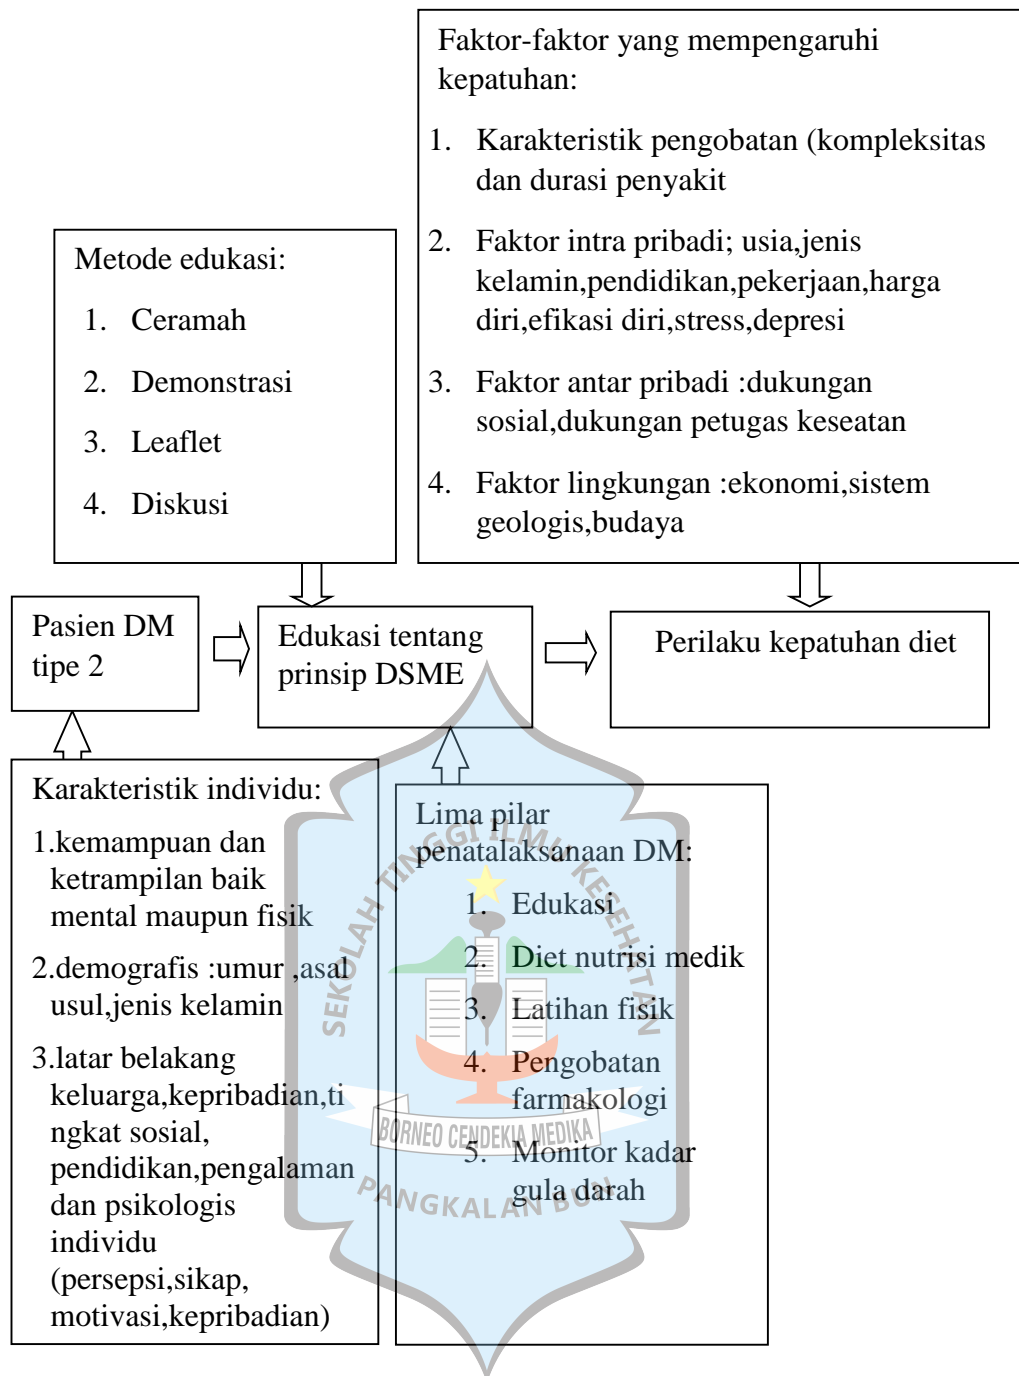 Faktor-faktor yang mempengaruhi
kepatuhan:
1. Karakteristik pengobatan (kompleksitas
dan durasi penyakit
2. Faktor intra pribadi; usia,jenis
kelamin,pendidikan,pekerjaan,harga
diri,efikasi diri,stress,depresi
3. Faktor antar pribadi :dukungan
sosial,dukungan petugas keseatan
4. Faktor lingkungan :ekonomi,sistem
geologis,budaya
Metode edukasi:
1. Ceramah
2. Demonstrasi
3. Leaflet
4. Diskusi
Pasien DM
tipe 2
Edukasi tentang
prinsip DSME
Perilaku kepatuhan diet
Karakteristik individu:
1.kemampuan dan
ketrampilan baik
mental maupun fisik
2.demografis :umur ,asal
usul,jenis kelamin
3.latar belakang
keluarga,kepribadian,ti
ngkat sosial,
pendidikan,pengalaman
dan psikologis
individu
(persepsi,sikap,
motivasi,kepribadian)
Lima pilar
penatalaksanaan DM:
1. Edukasi
2. Diet nutrisi medik
3. Latihan fisik
4. Pengobatan
farmakologi
5. Monitor kadar
gula darah
SEKOLAH TINGGI ILMU KESEHATAN
BORNEO CENDEKIA MEDIKA
PANGKALAN BUN